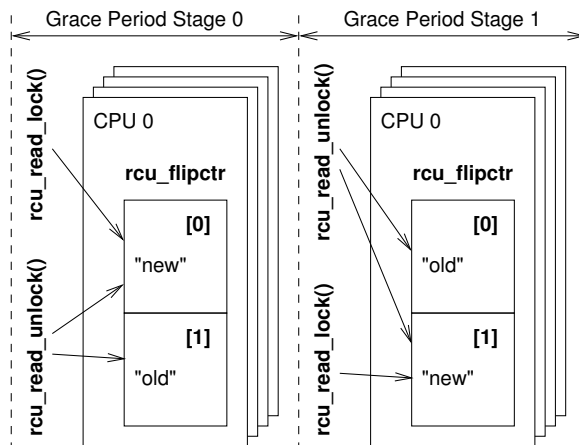 Grace Period Stage 0
Grace Period Stage 1
rcu_read_lock()
rcu_read_unlock()
CPU 0
rcu_flipctr
[0]
"new"
[1]
"old"
rcu_read_unlock()
rcu_read_lock()
CPU 0
rcu_flipctr
[0]
"old"
[1]
"new"